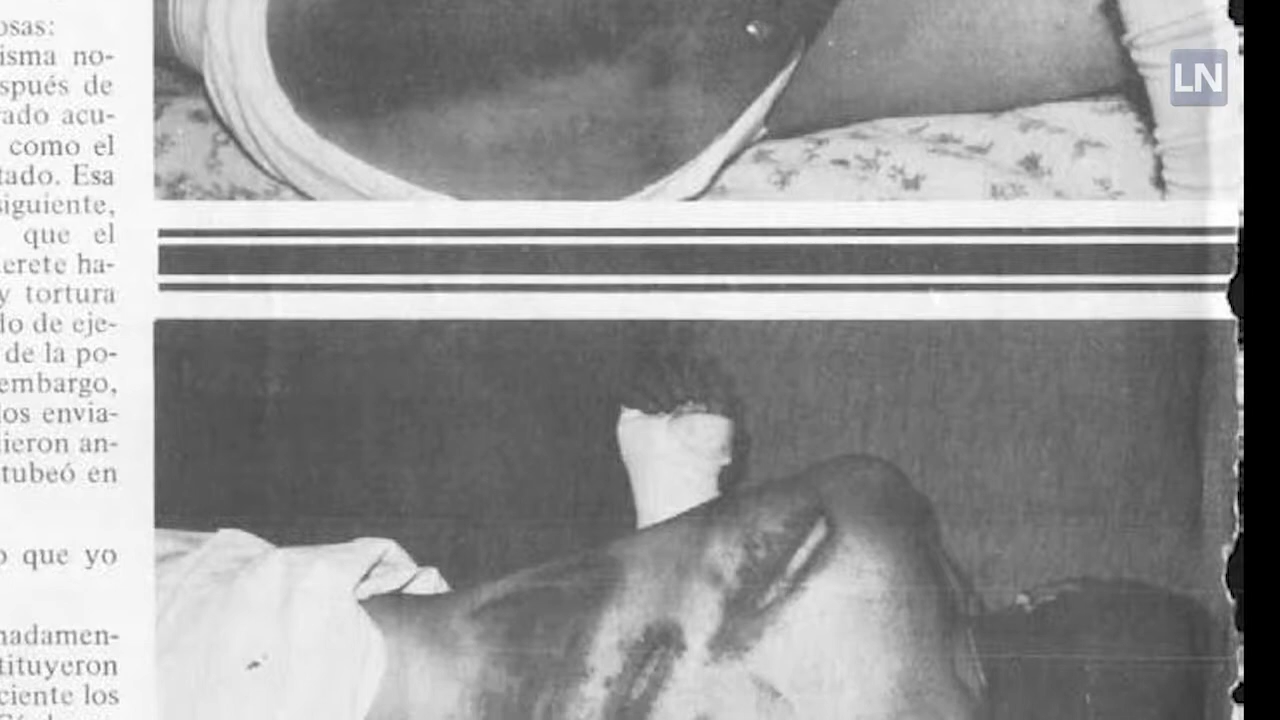 osas:
isma no-
spués de
ado acu-
como el
tado. Esa
siguiente,
que el
erete ha-
y tortura
lo de eje-
de la po-
embargo,
los envia-
ieron an-
tubeó en
o que yo
nadamen-
tituyeron
ciente los
LN